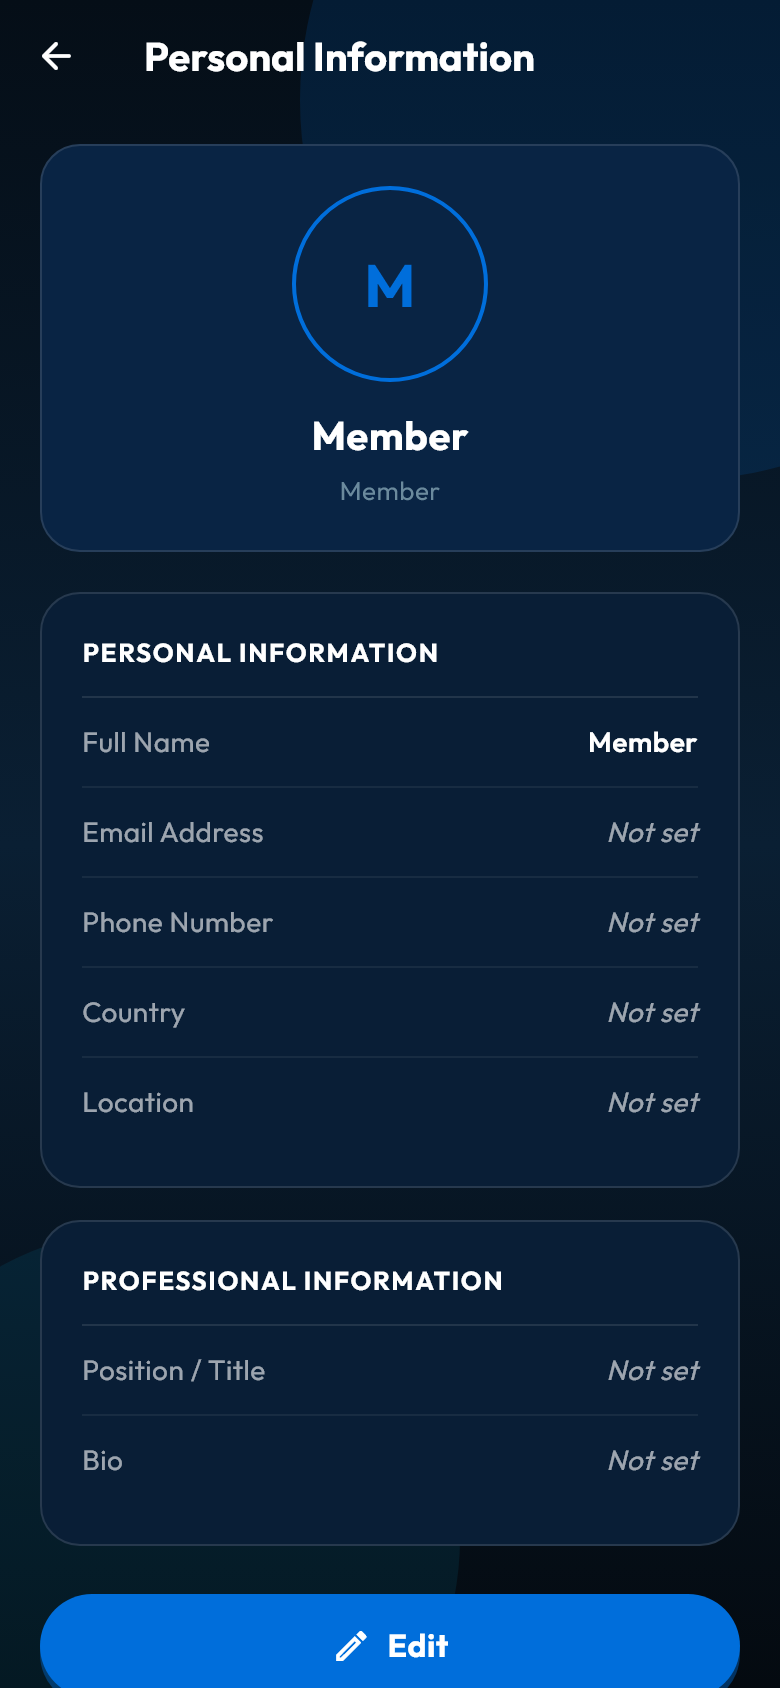 Personal Information
M
Member
Member
PERSONAL INFORMATION
Full Name Member
Email Address Not set
Phone Number Not set
Country Not set
Location Not set
PROFESSIONAL INFORMATION
Position / Title Not set
Bio Not set
Edit